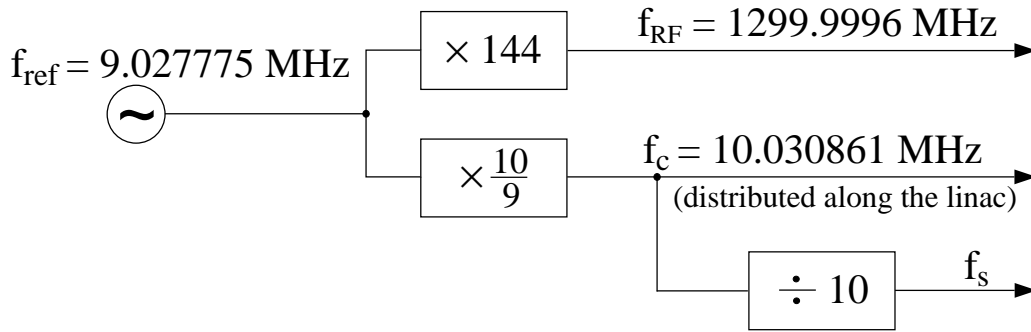 f_ref = 9.027775 MHz
× 144
f_RF = 1299.9996 MHz
~
× 10/9
f_c = 10.030861 MHz
(distributed along the linac)
÷ 10
f_s